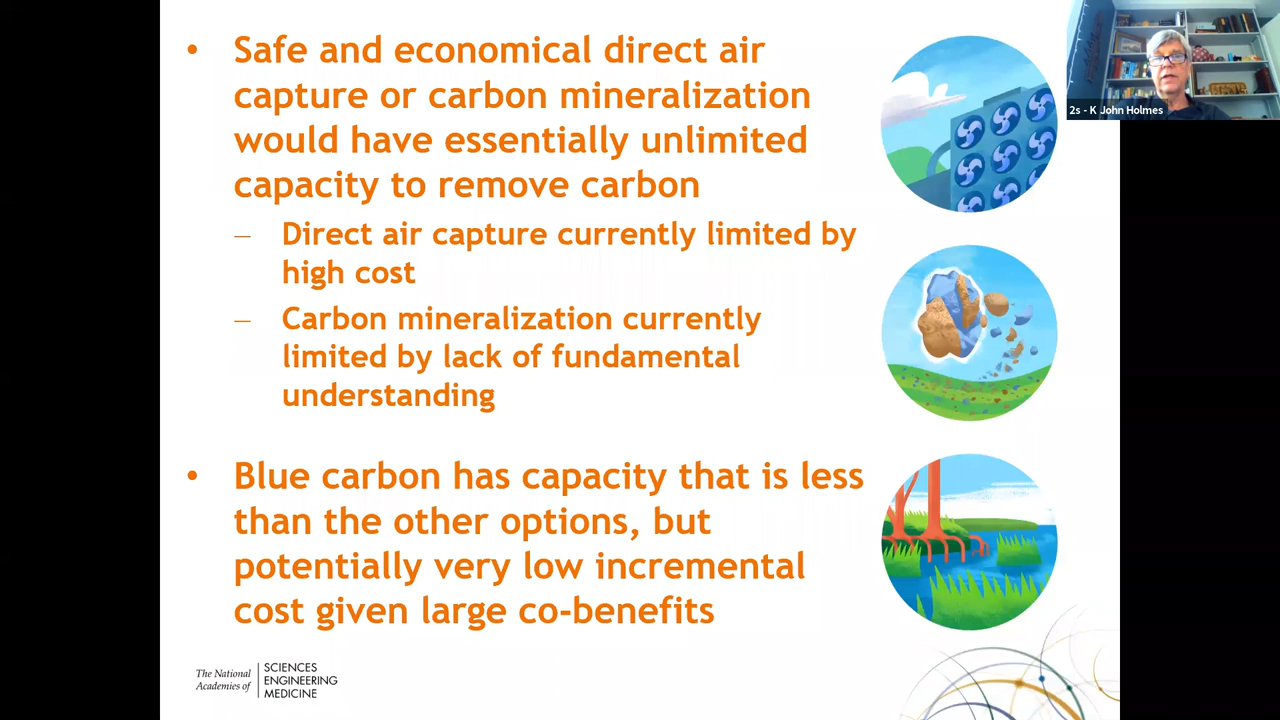 • Safe and economical direct air
capture or carbon mineralization
would have essentially unlimited
capacity to remove carbon
– Direct air capture currently limited by
high cost
– Carbon mineralization currently
limited by lack of fundamental
understanding
• Blue carbon has capacity that is less
than the other options, but
potentially very low incremental
cost given large co-benefits
2s - K John Holmes
The National
Academies of
SCIENCES
ENGINEERING
MEDICINE